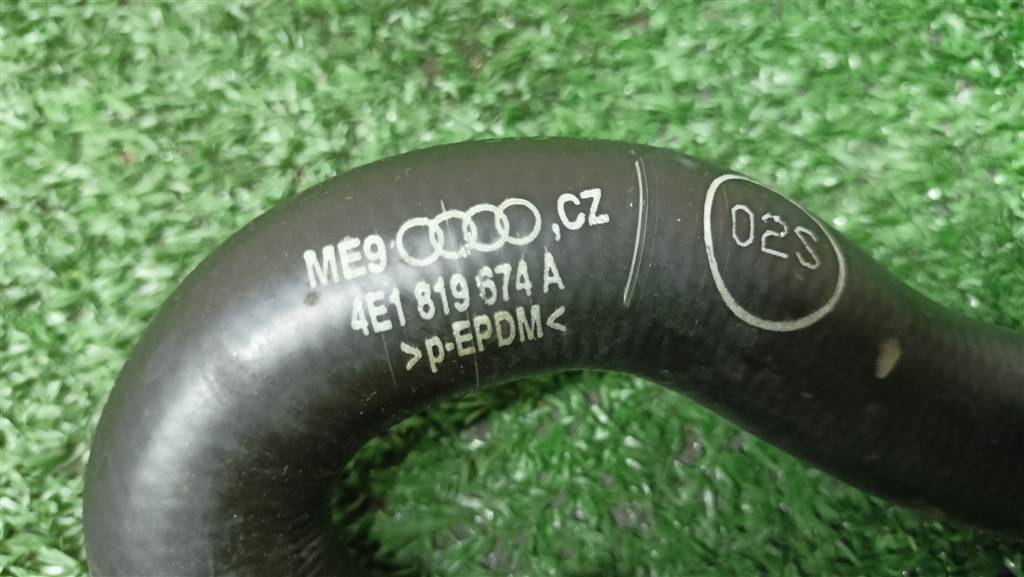 ME9 ,CZ
4E1 819 674 A
>p-EPDM<
02S